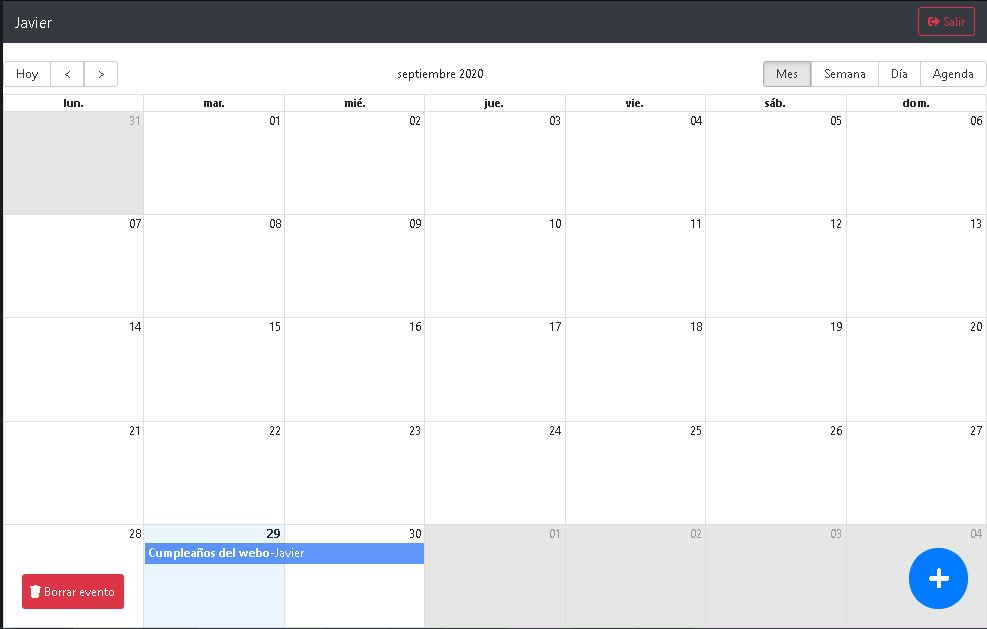 Javier
Salir
Hoy < >
septiembre 2020
Mes Semana Día Agenda
lun. mar. mié. jue. vie. sáb. dom.
31 01 02 03 04 05 06
07 08 09 10 11 12 13
14 15 16 17 18 19 20
21 22 23 24 25 26 27
28 29 30 01 02 03 04
Cumpleaños del webo-Javier
Borrar evento
+